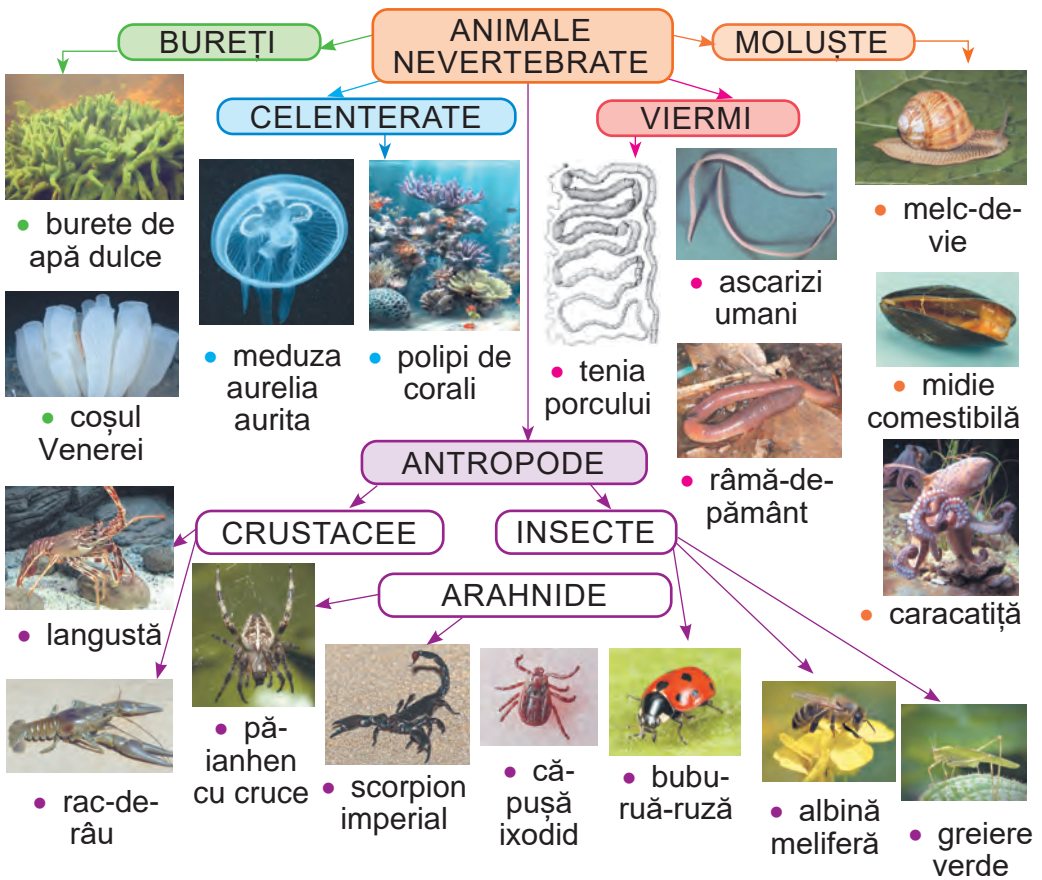 BUREȚI
ANIMALE
NEVERTEBRATE
MOLUȘTE
CELENTERATE
VIERMI
• burete de
apă dulce
• coșul
Venerei
• meduza
aurelia
aurita
• polipi de
corali
• tenia
porcului
• ascarizi
umani
• râmă-de-
pământ
• melc-de-
vie
• midie
comestibilă
• caracatiță
ANTROPODE
CRUSTACEE
INSECTE
ARAHNIDE
• langustă
• rac-de-
râu
• pă-
ianhen
cu cruce
• scorpion
imperial
• că-
pușă
ixodid
• bubu-
ruă-ruză
• albină
meliferă
• greiere
verde